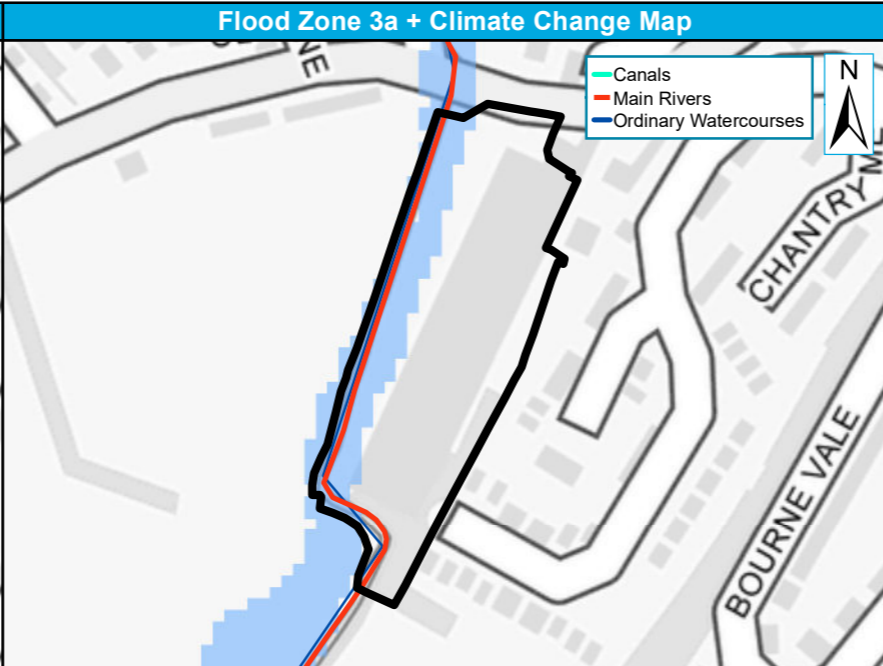 Flood Zone 3a + Climate Change Map
Canals
Main Rivers
Ordinary Watercourses
N
CHANTRY
BOURNE VALE